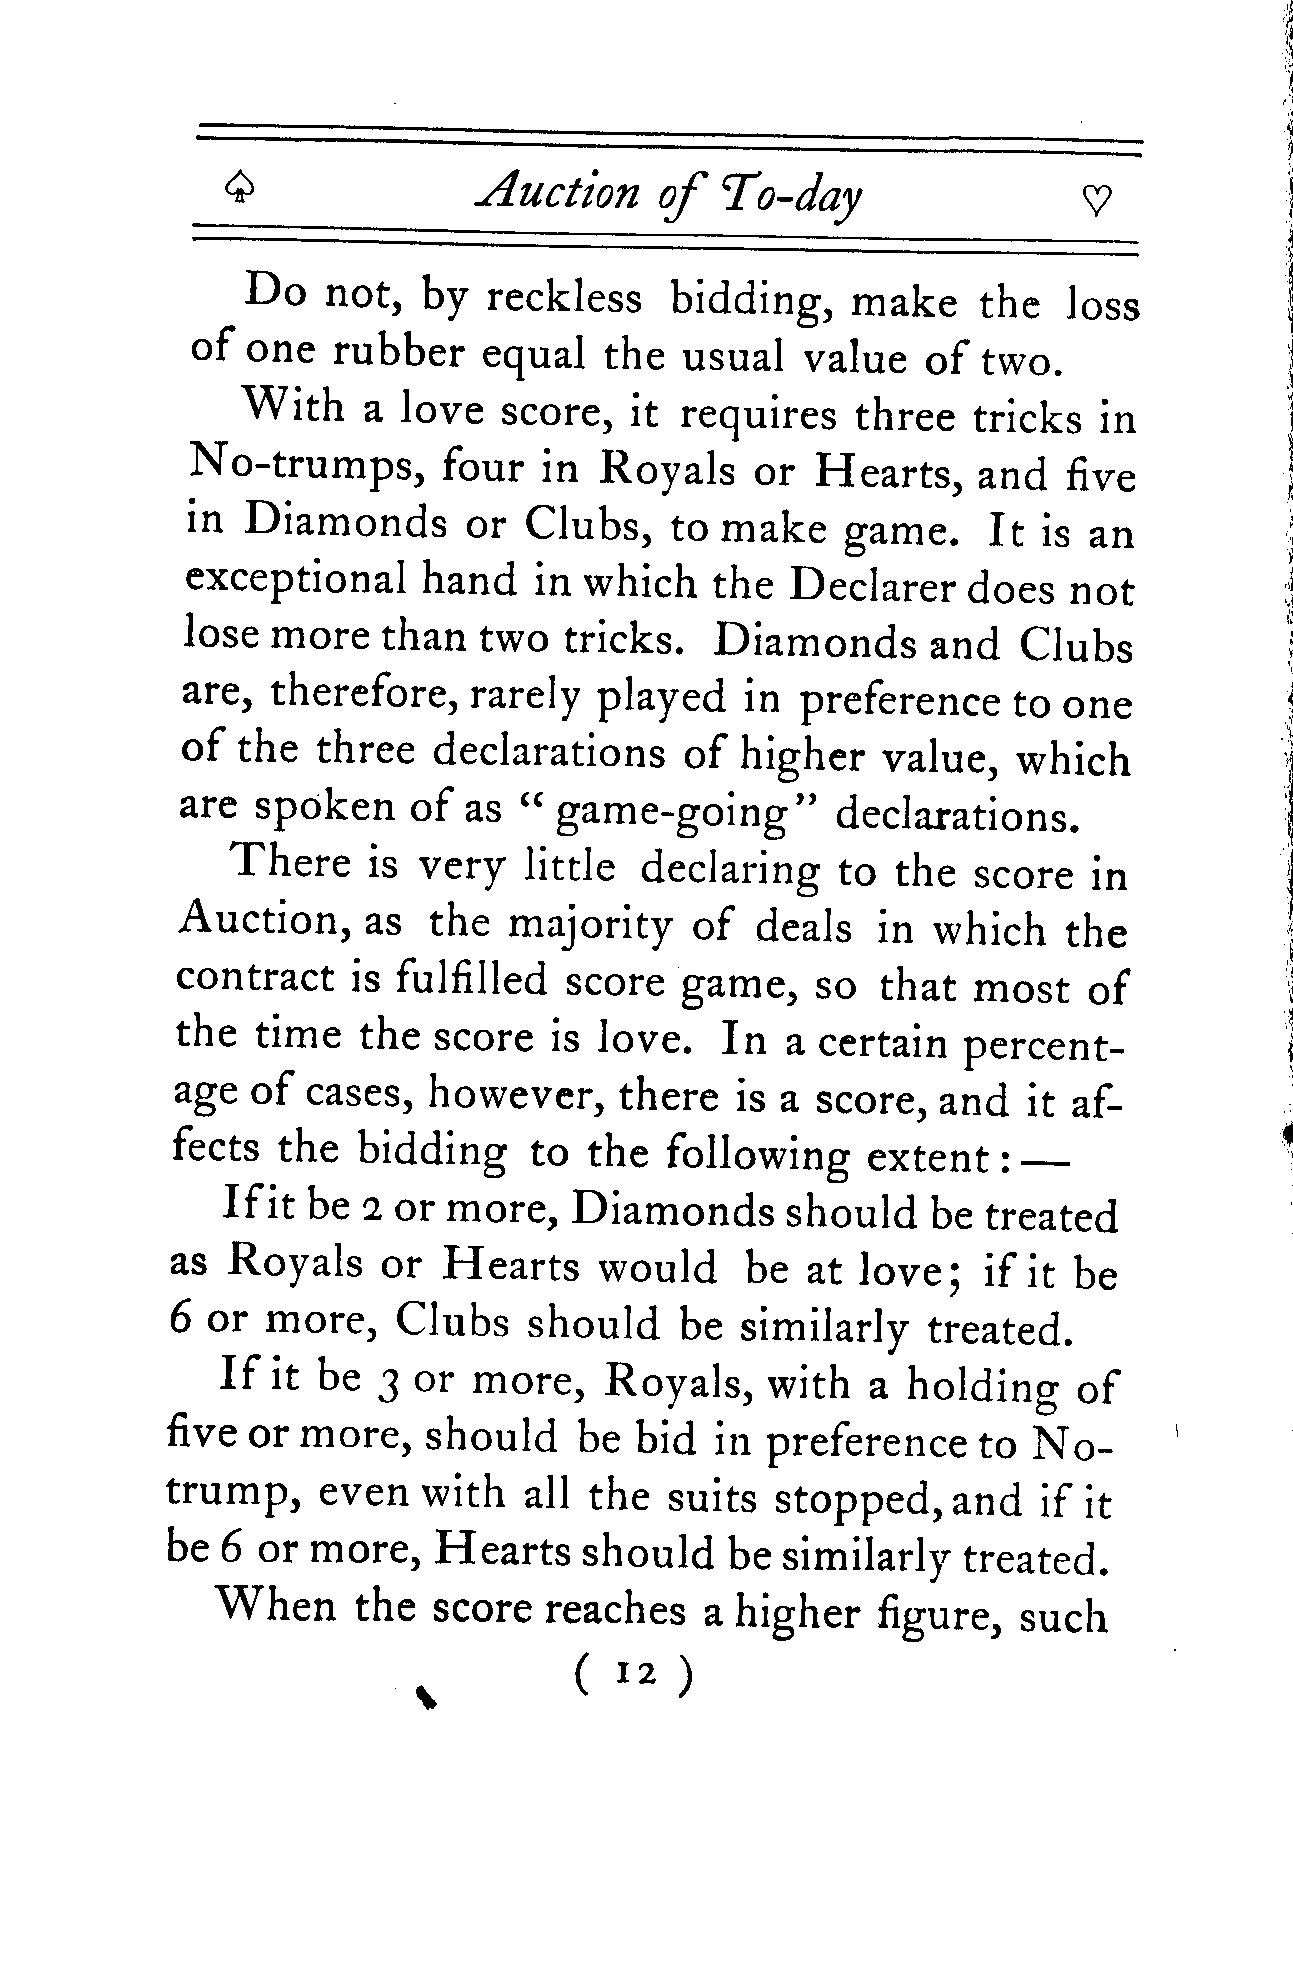 ♤ Auction of To-day ♡
Do not, by reckless bidding, make the loss
of one rubber equal the usual value of two.
With a love score, it requires three tricks in
No-trumps, four in Royals or Hearts, and five
in Diamonds or Clubs, to make game. It is an
exceptional hand in which the Declarer does not
lose more than two tricks. Diamonds and Clubs
are, therefore, rarely played in preference to one
of the three declarations of higher value, which
are spoken of as “game-going” declarations.
There is very little declaring to the score in
Auction, as the majority of deals in which the
contract is fulfilled score game, so that most of
the time the score is love. In a certain percent-
age of cases, however, there is a score, and it af-
fects the bidding to the following extent:—
If it be 2 or more, Diamonds should be treated
as Royals or Hearts would be at love; if it be
6 or more, Clubs should be similarly treated.
If it be 3 or more, Royals, with a holding of
five or more, should be bid in preference to No-
trump, even with all the suits stopped, and if it
be 6 or more, Hearts should be similarly treated.
When the score reaches a higher figure, such
( 12 )